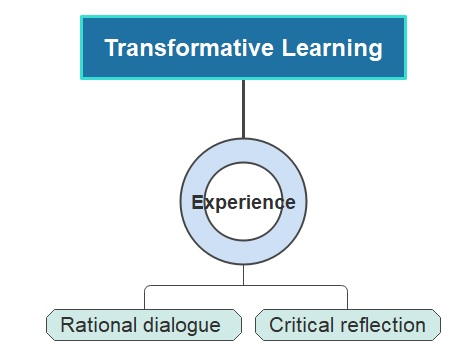 Transformative Learning
Experience
Rational dialogue
Critical reflection